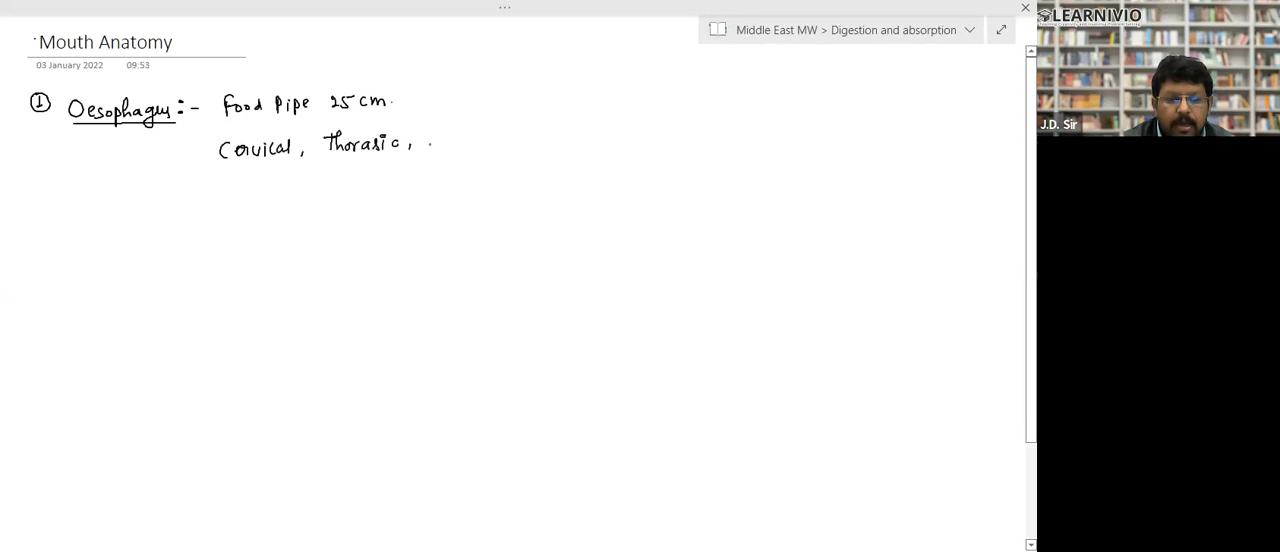 LEARNIVIO
Middle East MW > Digestion and absorption
Mouth Anatomy
03 January 2022 09:53
① Oesophagus :- Food Pipe 25 cm.
Cervical, Thorasic,
J.D. Sir